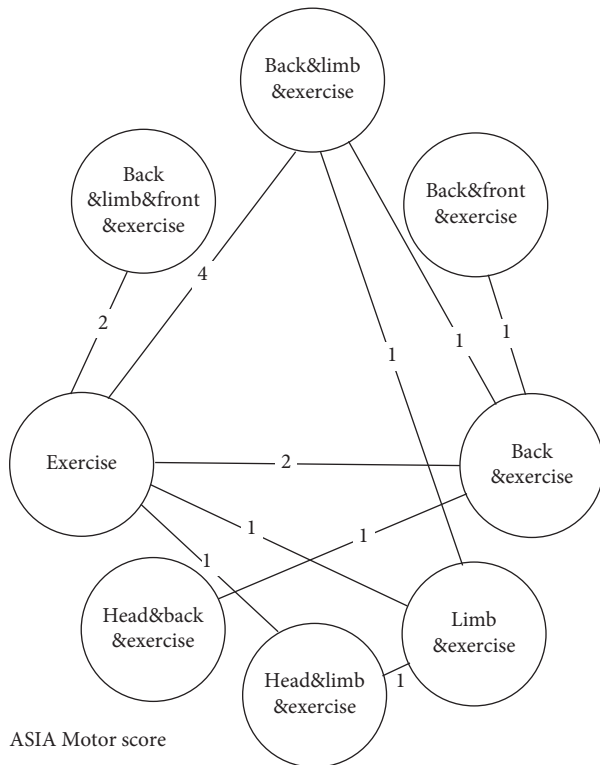 Back&limb
&exercise
Back
&limb&front
&exercise
Back&front
&exercise
4
2
1
1
1
Exercise
2
Back
&exercise
1
1
1
Head&back
&exercise
Limb
&exercise
Head&limb
&exercise
1
ASIA Motor score